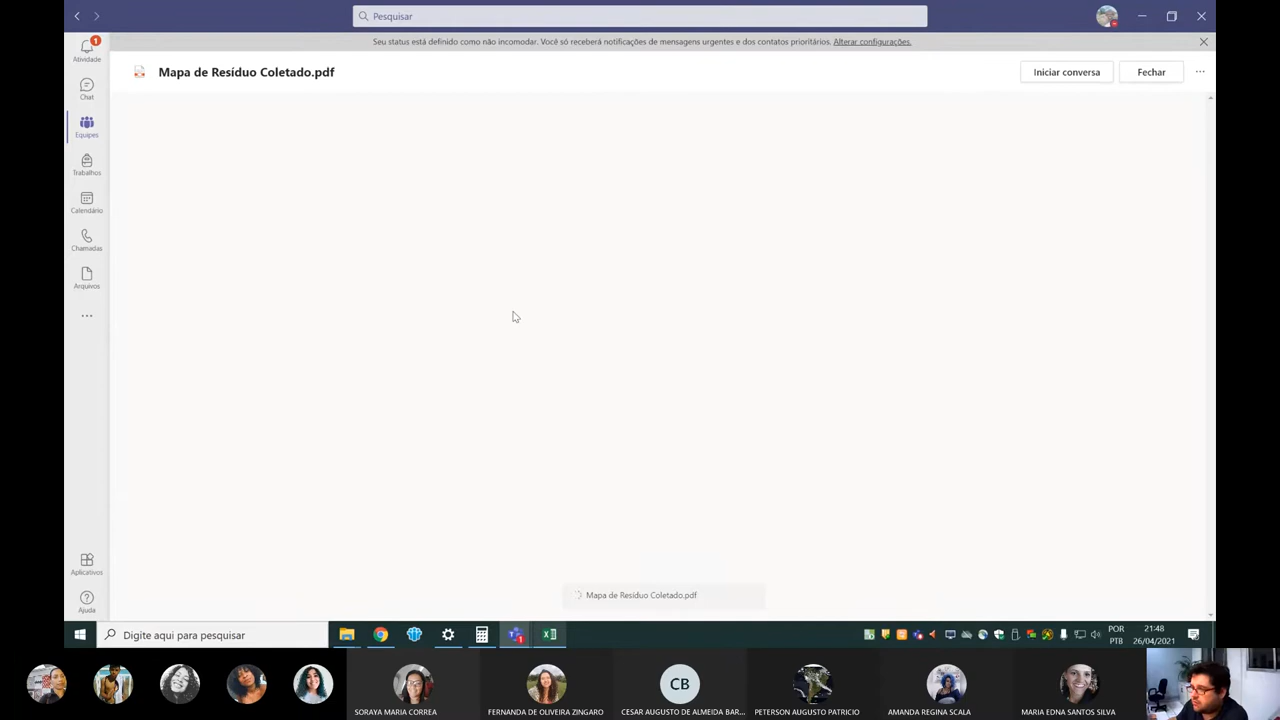 Pesquisar
Seu status está definido como não incomodar. Você só receberá notificações de mensagens urgentes e dos contatos prioritários. Alterar configurações.
1
Atividade
Mapa de Resíduo Coletado.pdf
Iniciar conversa
Fechar
Chat
Equipes
Trabalhos
Calendário
Chamadas
Arquivos
Aplicativos
Ajuda
Mapa de Resíduo Coletado.pdf
Digite aqui para pesquisar
POR
PTB
21:48
26/04/2021
CB
SORAYA MARIA CORREA
FERNANDA DE OLIVEIRA ZINGARO
CESAR AUGUSTO DE ALMEIDA BAR...
PETERSON AUGUSTO PATRICIO
AMANDA REGINA SCALA
MARIA EDNA SANTOS SILVA